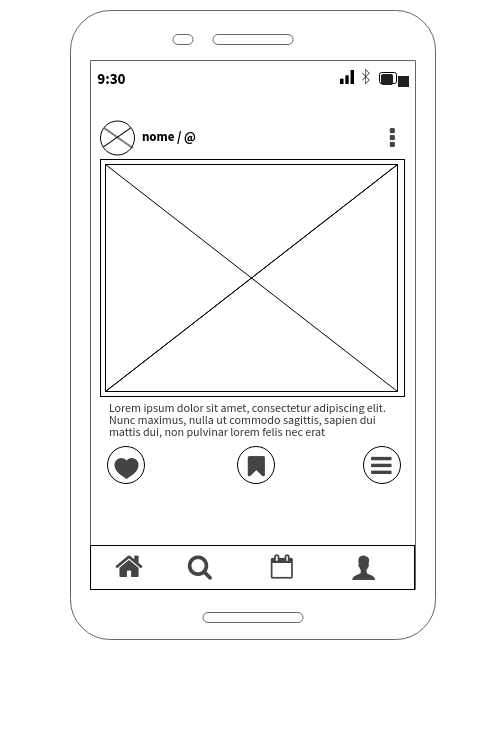 9:30
nome / @
Lorem ipsum dolor sit amet, consectetur adipiscing elit.
Nunc maximus, nulla ut commodo sagittis, sapien dui
mattis dui, non pulvinar lorem felis nec erat